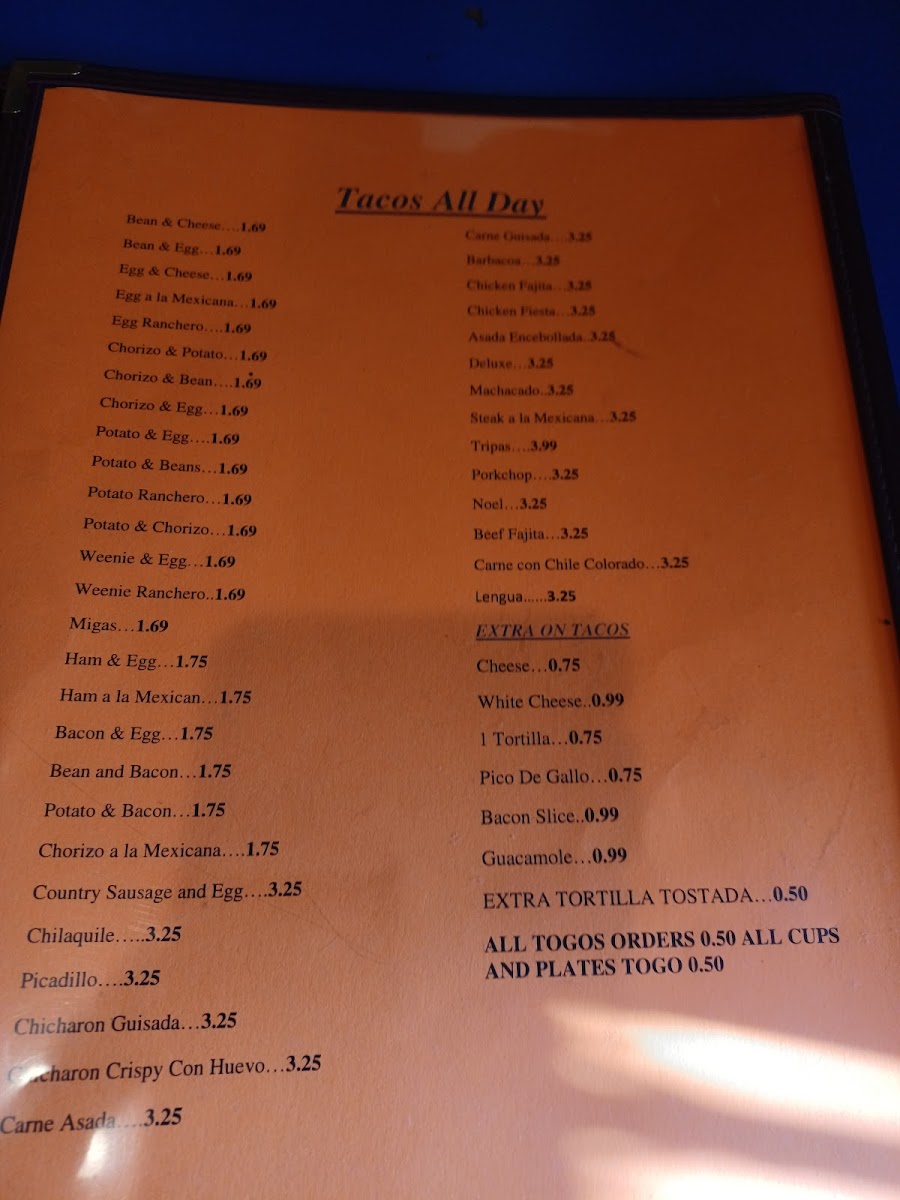 Tacos All Day
Bean & Cheese....1.69
Bean & Egg...1.69
Egg & Cheese...1.69
Egg a la Mexicana...1.69
Egg Ranchero....1.69
Chorizo & Potato...1.69
Chorizo & Bean....1.69
Chorizo & Egg...1.69
Potato & Egg....1.69
Potato & Beans...1.69
Potato Ranchero...1.69
Potato & Chorizo...1.69
Weenie & Egg...1.69
Weenie Ranchero..1.69
Migas...1.69
Ham & Egg...1.75
Ham a la Mexican...1.75
Bacon & Egg...1.75
Bean and Bacon...1.75
Potato & Bacon...1.75
Chorizo a la Mexicana....1.75
Country Sausage and Egg....3.25
Chilaquile.....3.25
Picadillo....3.25
Chicharon Guisada...3.25
Chicharon Crispy Con Huevo...3.25
Carne Asada....3.25
Carne Guisada....3.25
Barbacoa...3.25
Chicken Fajita...3.25
Chicken Fiesta...3.25
Asada Encebollada..3.25
Deluxe...3.25
Machacado..3.25
Steak a la Mexicana...3.25
Tripas....3.99
Porkchop....3.25
Noel...3.25
Beef Fajita...3.25
Carne con Chile Colorado...3.25
Lengua......3.25
EXTRA ON TACOS
Cheese...0.75
White Cheese..0.99
1 Tortilla...0.75
Pico De Gallo...0.75
Bacon Slice..0.99
Guacamole...0.99
EXTRA TORTILLA TOSTADA...0.50
ALL TOGOS ORDERS 0.50 ALL CUPS
AND PLATES TOGO 0.50